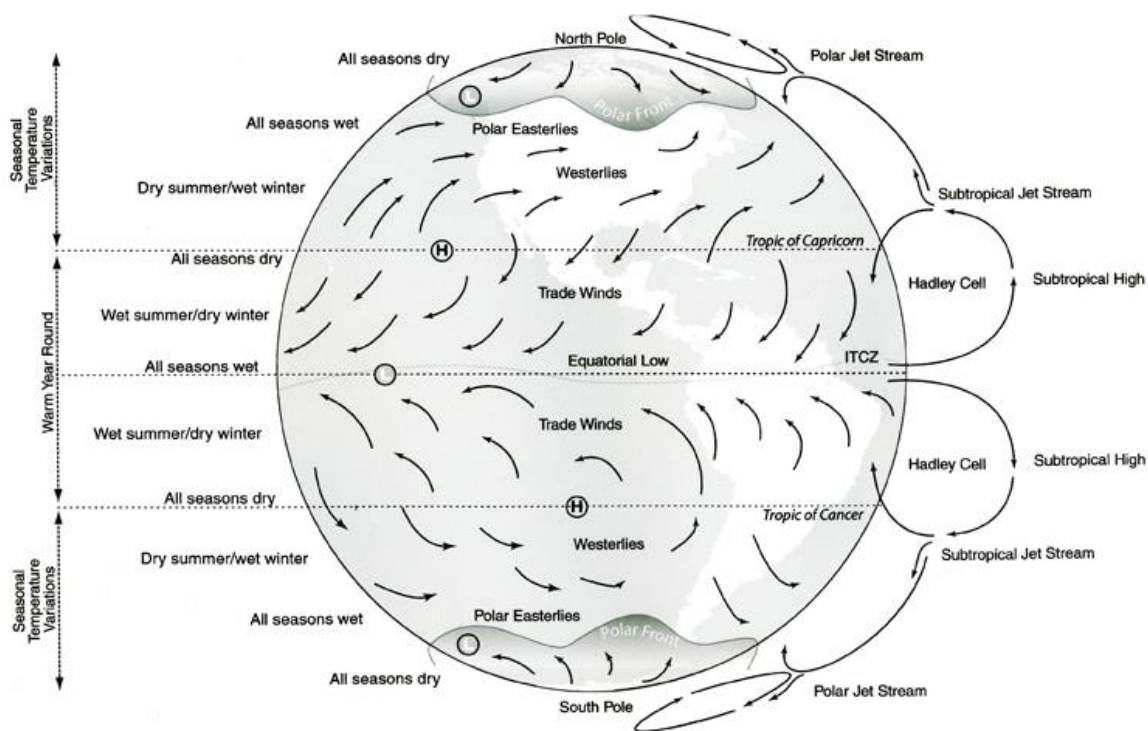 North Pole
All seasons dry
Polar Jet Stream
L
Polar Front
All seasons wet
Polar Easterlies
Seasonal
Temperature
Variations
Westerlies
Dry summer/wet winter
Subtropical Jet Stream
Tropic of Capricorn
H
All seasons dry
Hadley Cell
Subtropical High
Trade Winds
Wet summer/dry winter
Warm Year Round
All seasons wet
Equatorial Low
ITCZ
L
Trade Winds
Wet summer/dry winter
Hadley Cell
Subtropical High
All seasons dry
H
Tropic of Cancer
Westerlies
Subtropical Jet Stream
Dry summer/wet winter
Seasonal
Temperature
Variations
Polar Easterlies
All seasons wet
Polar Front
L
All seasons dry
Polar Jet Stream
South Pole